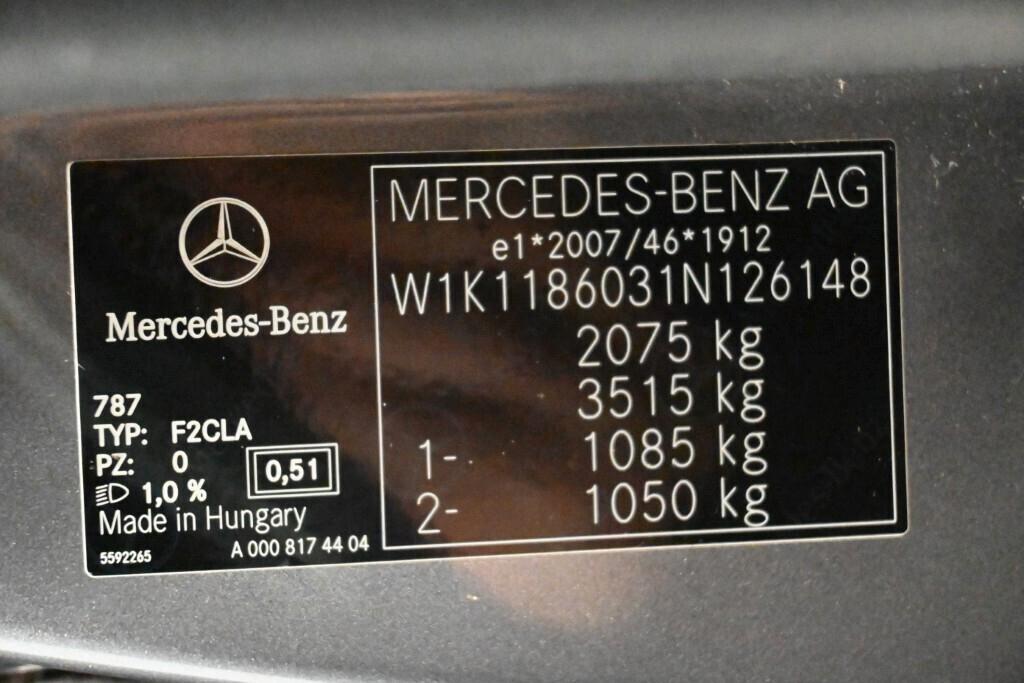 Mercedes-Benz
787
TYP: F2CLA
PZ: 0
0,51
1,0 %
Made in Hungary
5592265
A 000 817 44 04
MERCEDES-BENZ AG
e1*2007/46*1912
W1K1186031N126148
2075 kg
3515 kg
1- 1085 kg
2- 1050 kg